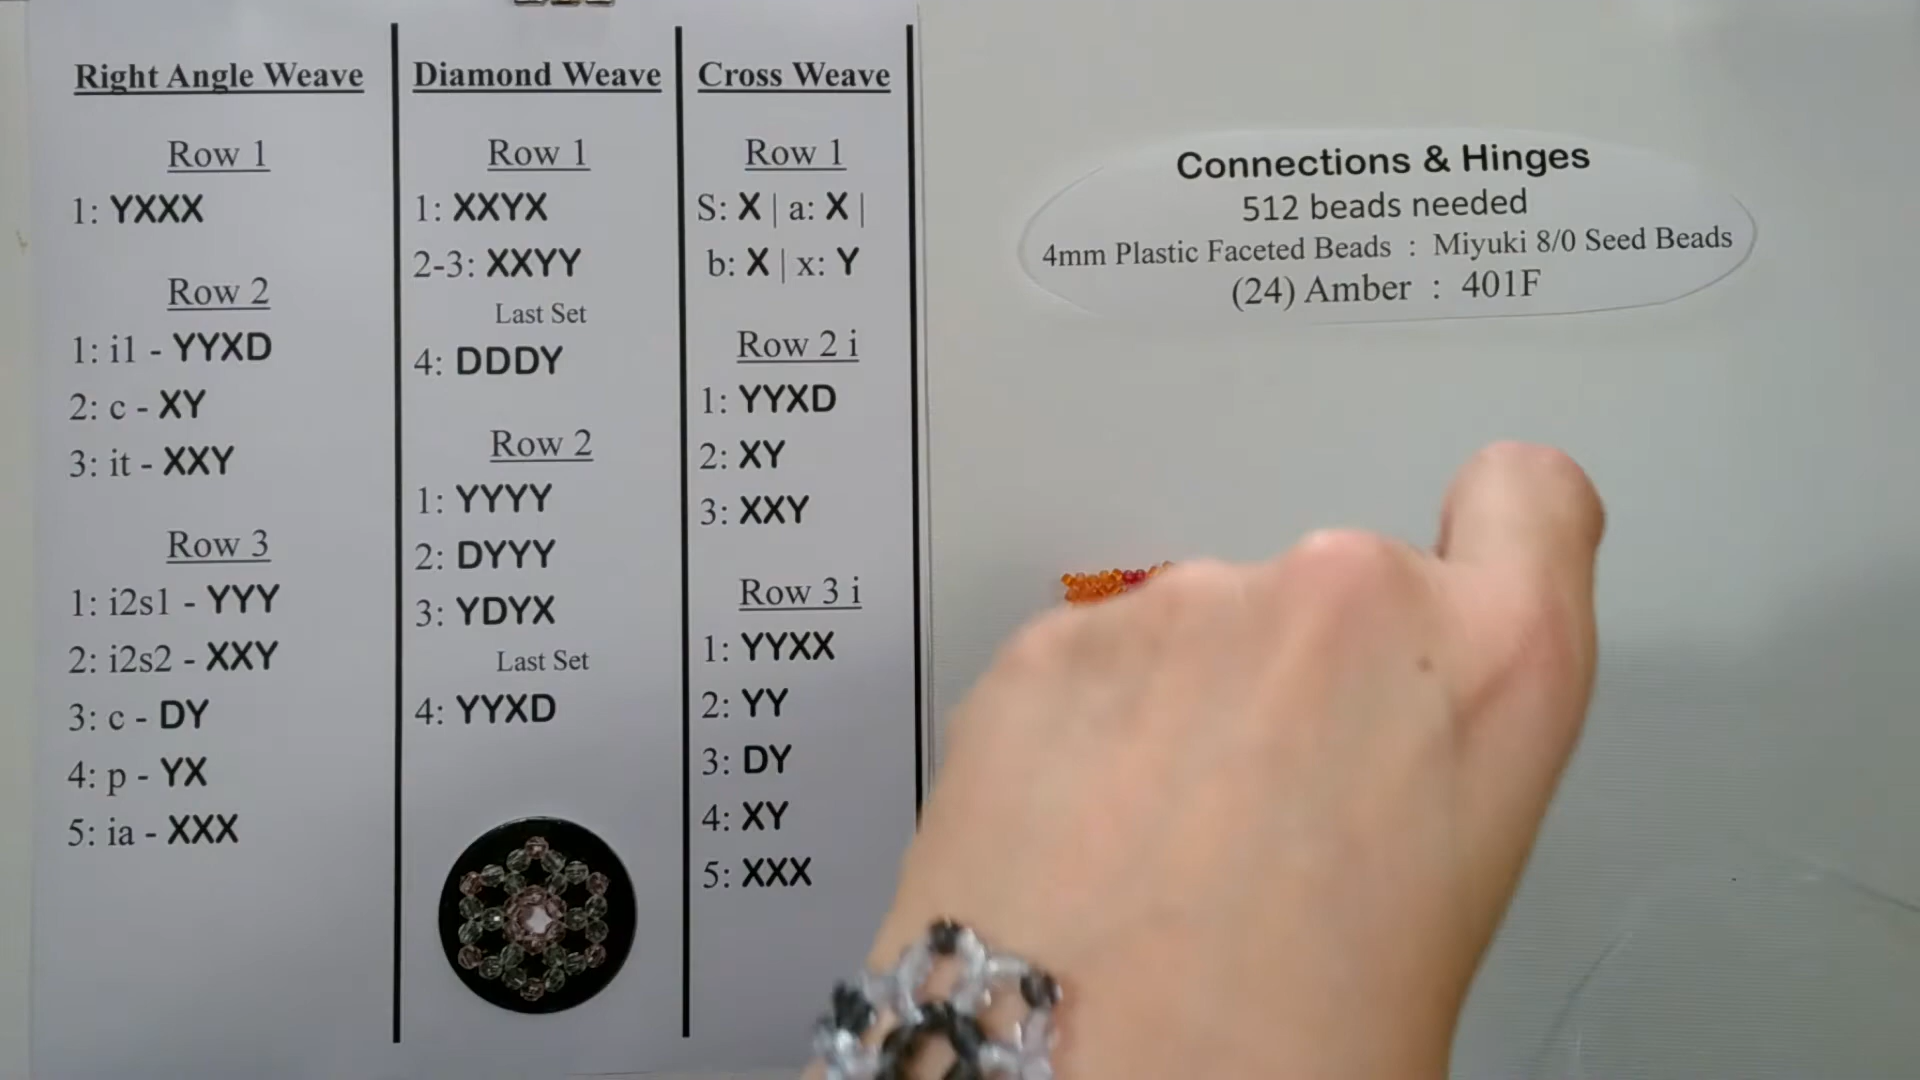 Right Angle Weave
Row 1
1: YXXX
Row 2
1: i1 - YYXD
2: c - XY
3: it - XXY
Row 3
1: i2s1 - YYY
2: i2s2 - XXY
3: c - DY
4: p - YX
5: ia - XXX
Diamond Weave
Row 1
1: XXYX
2-3: XXYY
Last Set
4: DDDY
Row 2
1: YYYY
2: DYYY
3: YDYX
Last Set
4: YYXD
Cross Weave
Row 1
S: X | a: X |
b: X | x: Y
Row 2 i
1: YYXD
2: XY
3: XXY
Row 3 i
1: YYXX
2: YY
3: DY
4: XY
5: XXX
Connections & Hinges
512 beads needed
4mm Plastic Faceted Beads : Miyuki 8/0 Seed Beads
(24) Amber : 401F